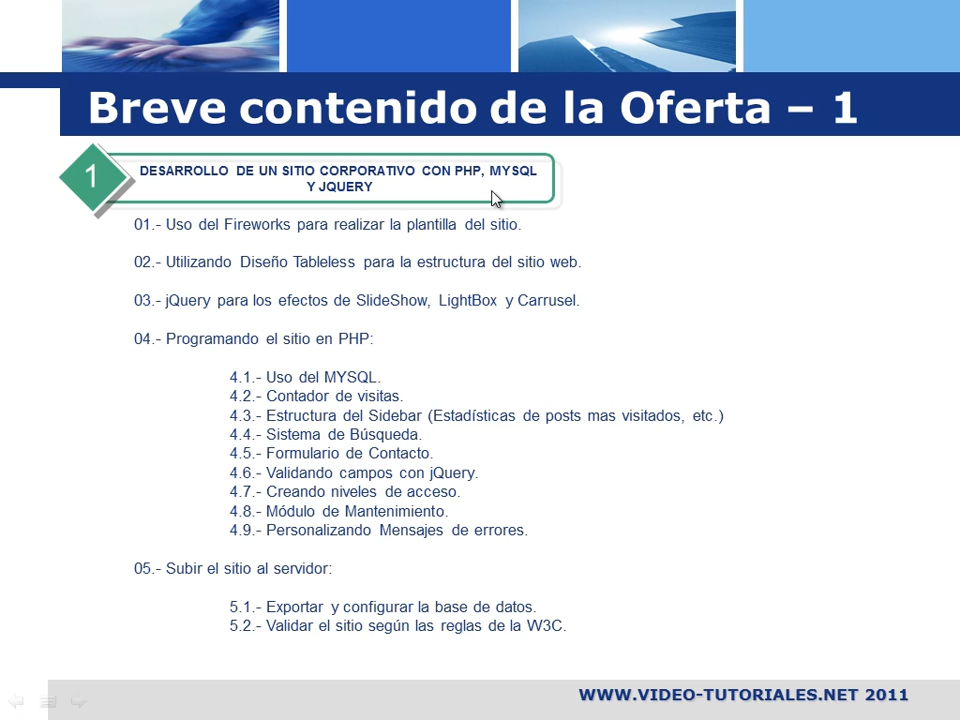 Breve contenido de la Oferta – 1
1
DESARROLLO DE UN SITIO CORPORATIVO CON PHP, MYSQL
Y JQUERY
01.- Uso del Fireworks para realizar la plantilla del sitio.
02.- Utilizando Diseño Tableless para la estructura del sitio web.
03.- jQuery para los efectos de SlideShow, LightBox y Carrusel.
04.- Programando el sitio en PHP:
4.1.- Uso del MYSQL.
4.2.- Contador de visitas.
4.3.- Estructura del Sidebar (Estadísticas de posts mas visitados, etc.)
4.4.- Sistema de Búsqueda.
4.5.- Formulario de Contacto.
4.6.- Validando campos con jQuery.
4.7.- Creando niveles de acceso.
4.8.- Módulo de Mantenimiento.
4.9.- Personalizando Mensajes de errores.
05.- Subir el sitio al servidor:
5.1.- Exportar y configurar la base de datos.
5.2.- Validar el sitio según las reglas de la W3C.
WWW.VIDEO-TUTORIALES.NET 2011